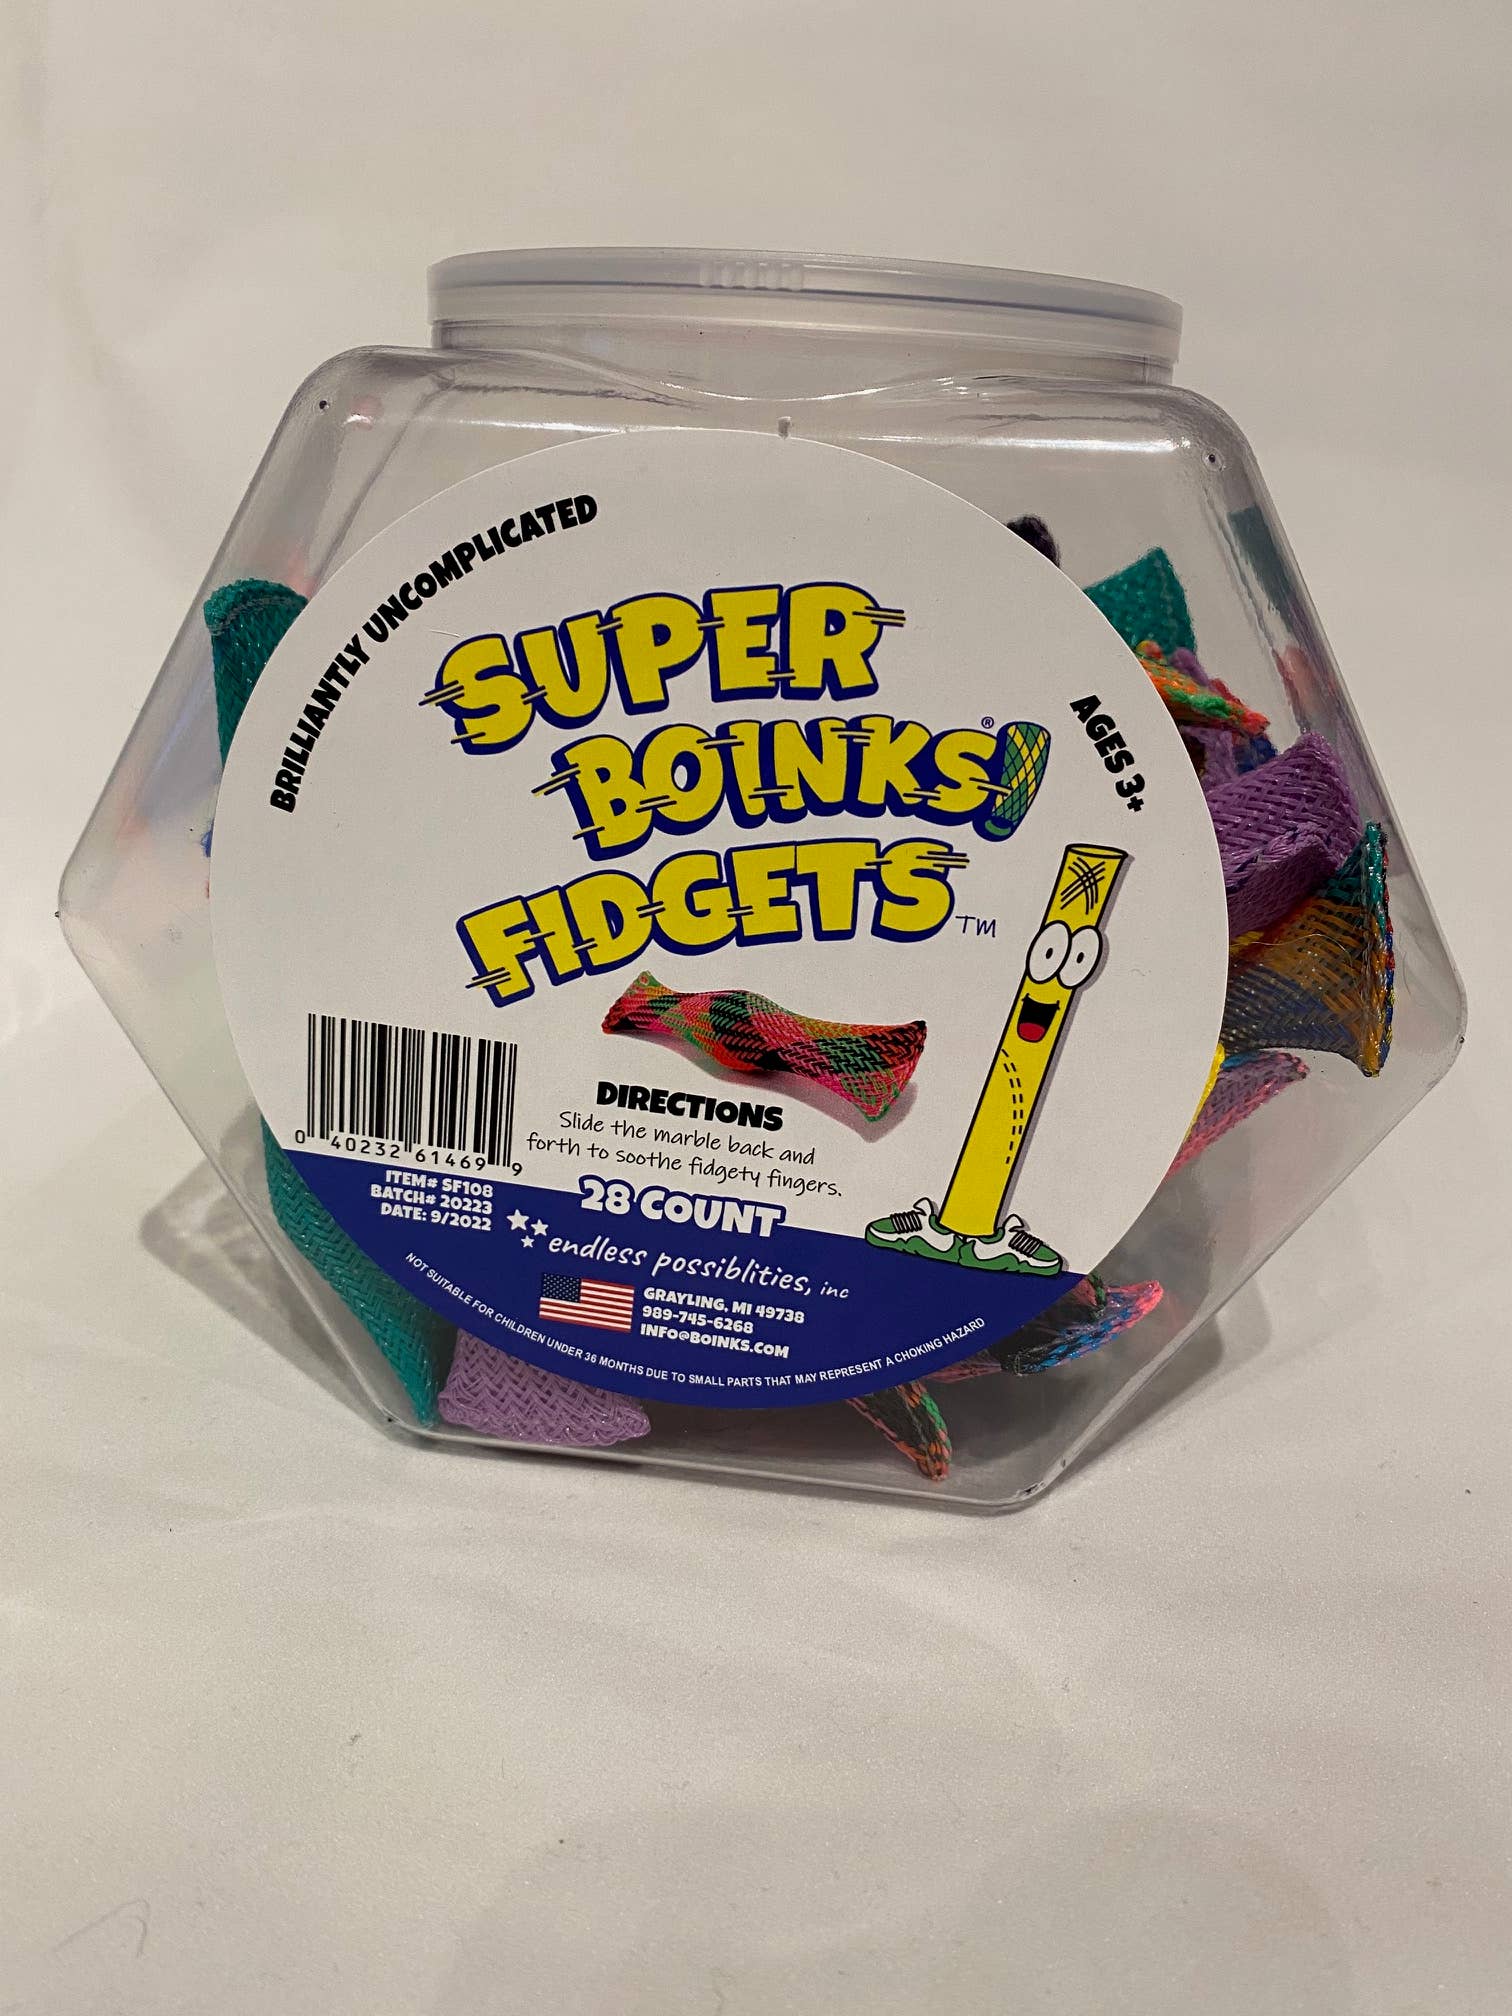 BRILLIANTLY UNCOMPLICATED
SUPER
BOINKS!®
FIDGETS™
AGES 3+
DIRECTIONS
Slide the marble back and
forth to soothe fidgety fingers.
0 40232 61469 9
ITEM# SF108
BATCH# 20223
DATE: 9/2022
28 COUNT
endless possiblities, inc
GRAYLING, MI 49738
989-745-6268
INFO@BOINKS.COM
NOT SUITABLE FOR CHILDREN UNDER 36 MONTHS DUE TO SMALL PARTS THAT MAY REPRESENT A CHOKING HAZARD